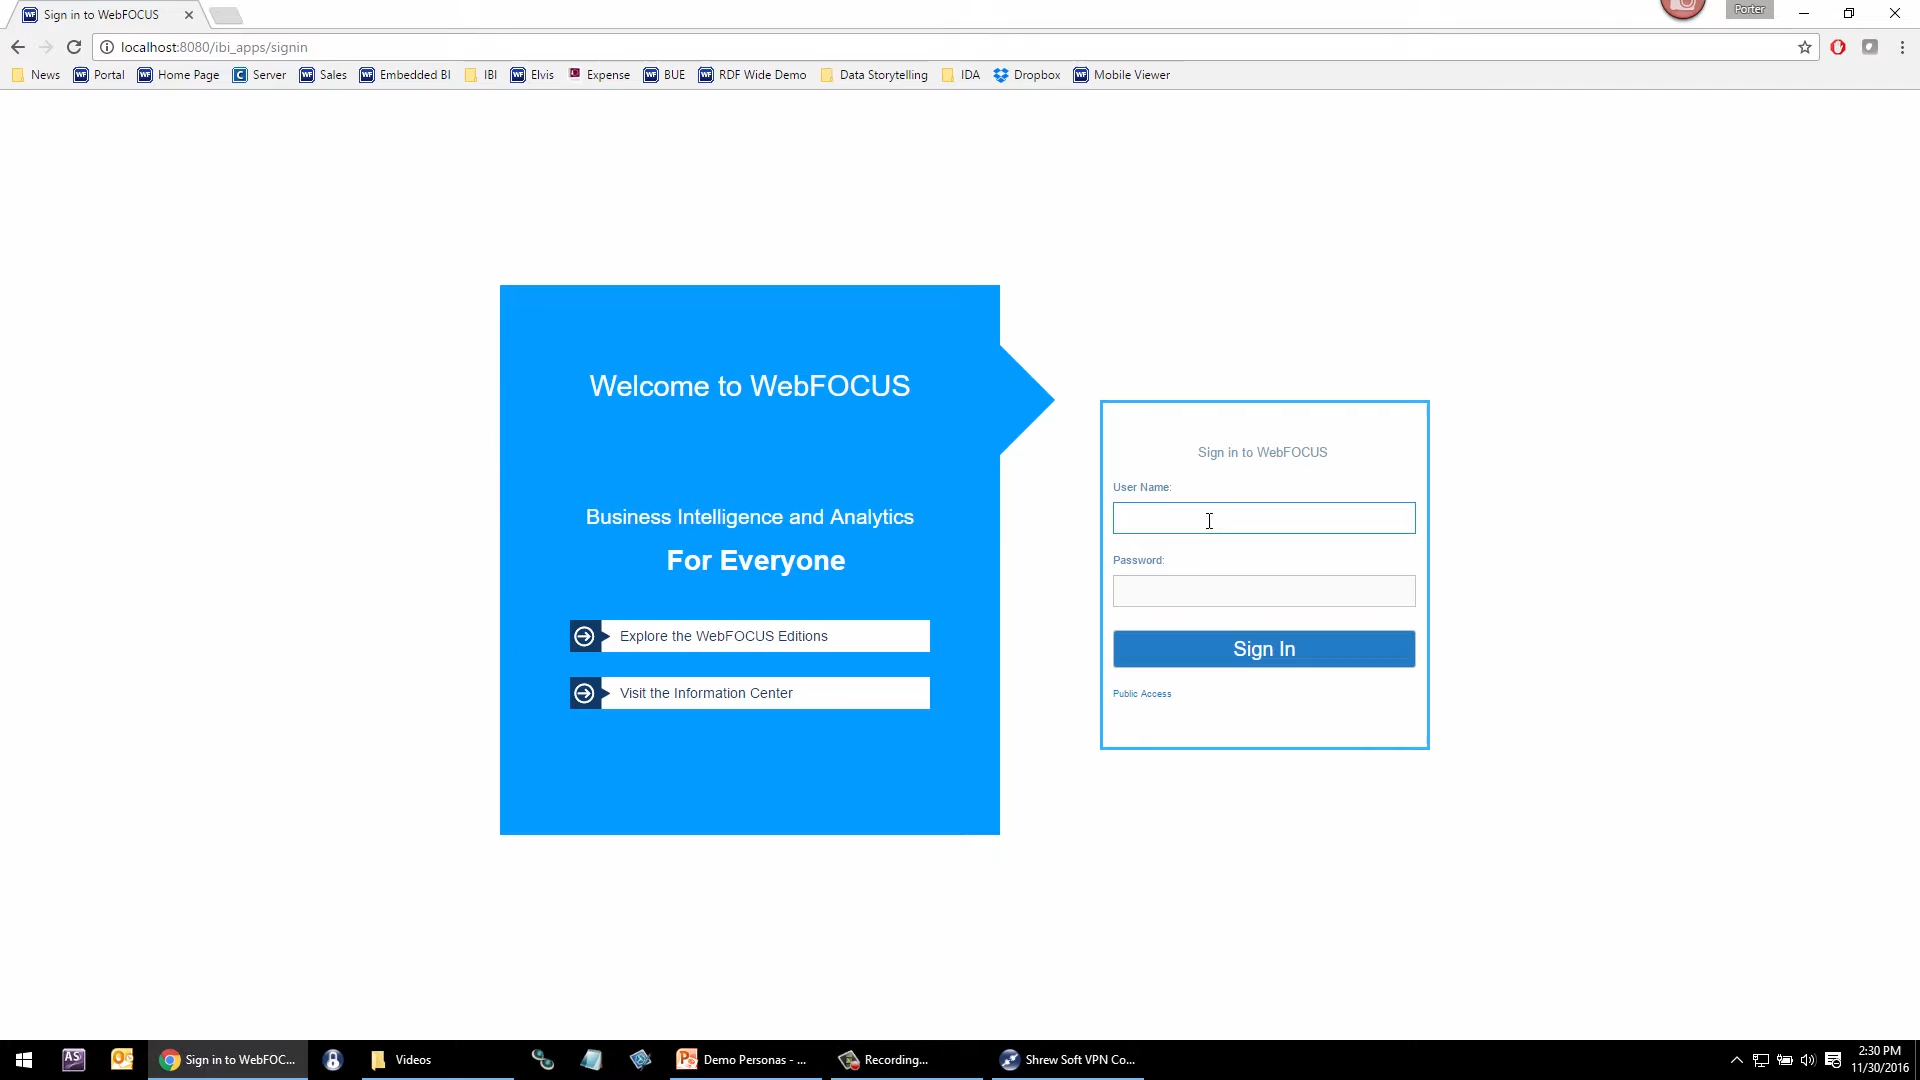 Sign in to WebFOCUS
Porter
localhost:8080/ibi_apps/signin
News Portal Home Page Server Sales Embedded BI IBI Elvis Expense BUE RDF Wide Demo Data Storytelling IDA Dropbox Mobile Viewer
Welcome to WebFOCUS
Business Intelligence and Analytics
For Everyone
Explore the WebFOCUS Editions
Visit the Information Center
Sign in to WebFOCUS
User Name:
Password:
Sign In
Public Access
Sign in to WebFOC... Videos Demo Personas - ... Recording... Shrew Soft VPN Co...
2:30 PM
11/30/2016